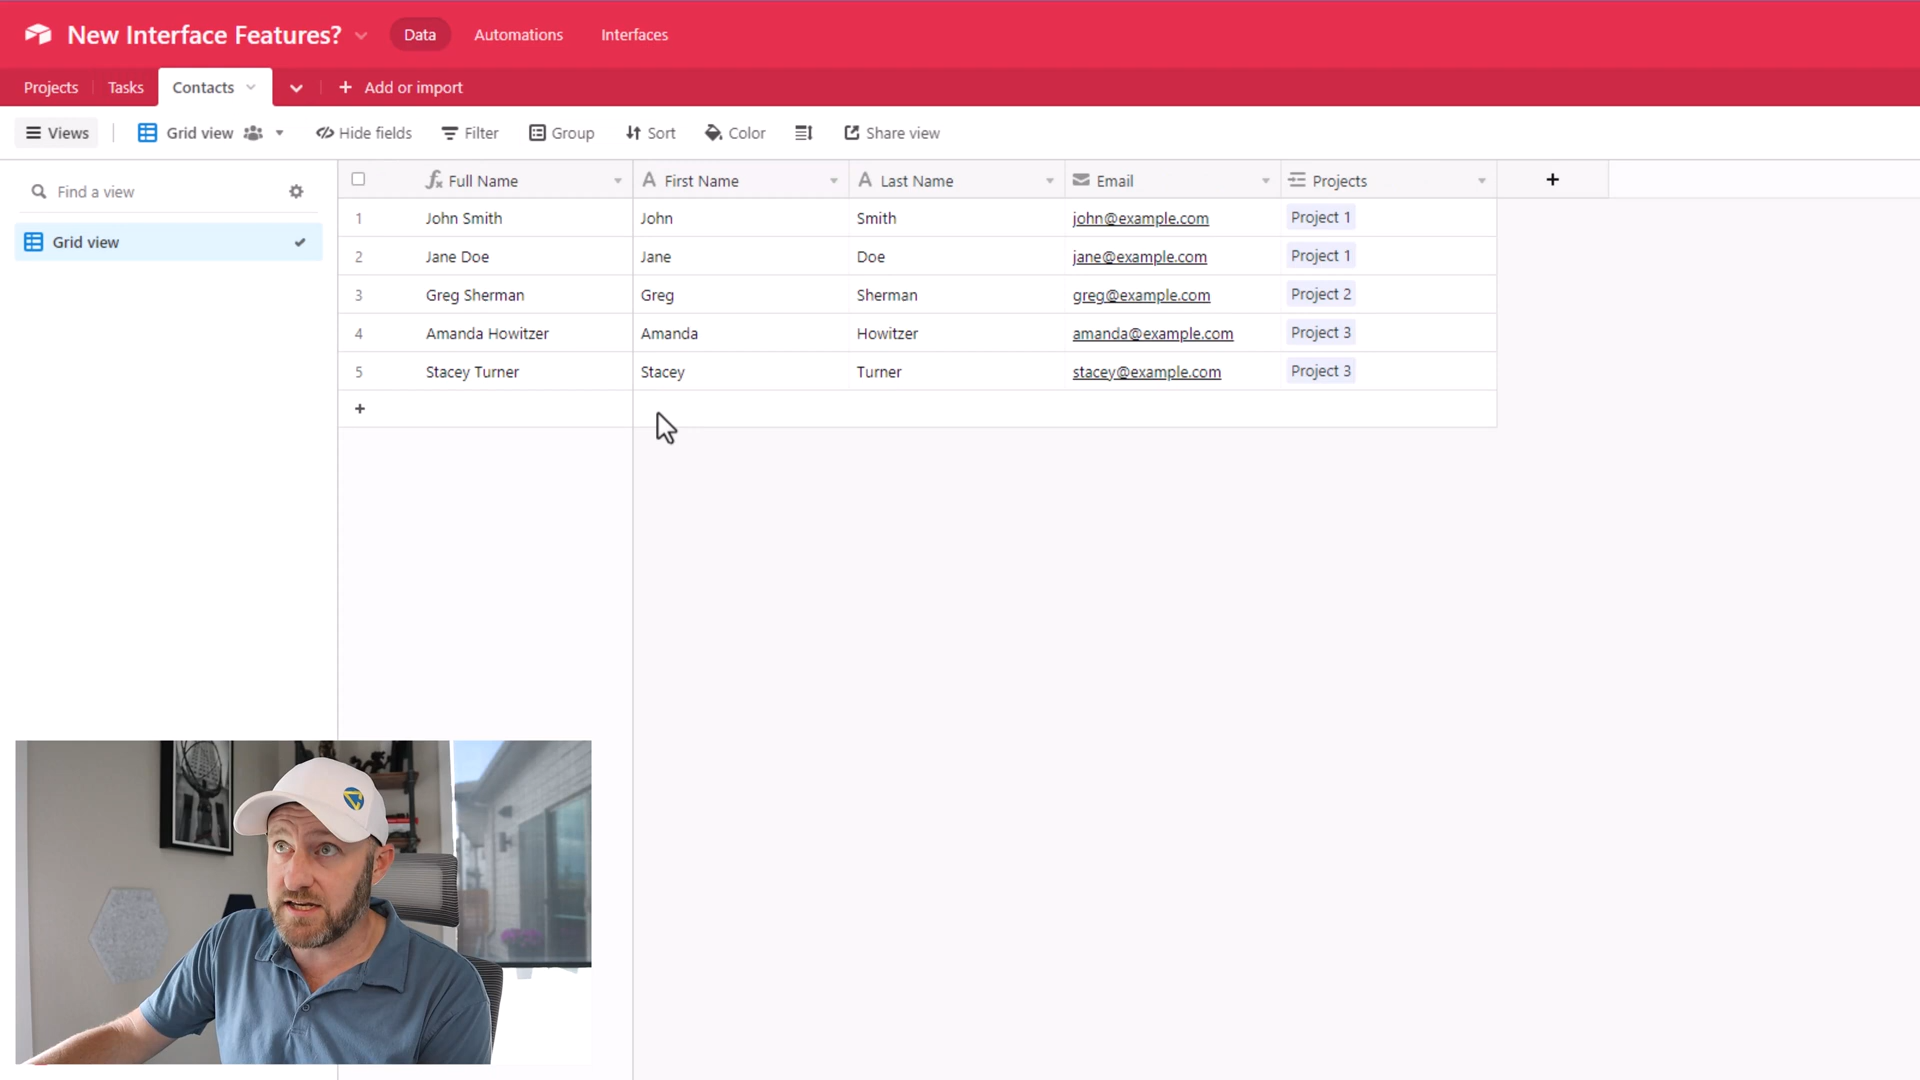 New Interface Features? Data Automations Interfaces
Projects Tasks Contacts + Add or import
Views Grid view Hide fields Filter Group Sort Color Share view
Find a view
Grid view
Full Name First Name Last Name Email Projects +
1 John Smith John Smith john@example.com Project 1
2 Jane Doe Jane Doe jane@example.com Project 1
3 Greg Sherman Greg Sherman greg@example.com Project 2
4 Amanda Howitzer Amanda Howitzer amanda@example.com Project 3
5 Stacey Turner Stacey Turner stacey@example.com Project 3
+